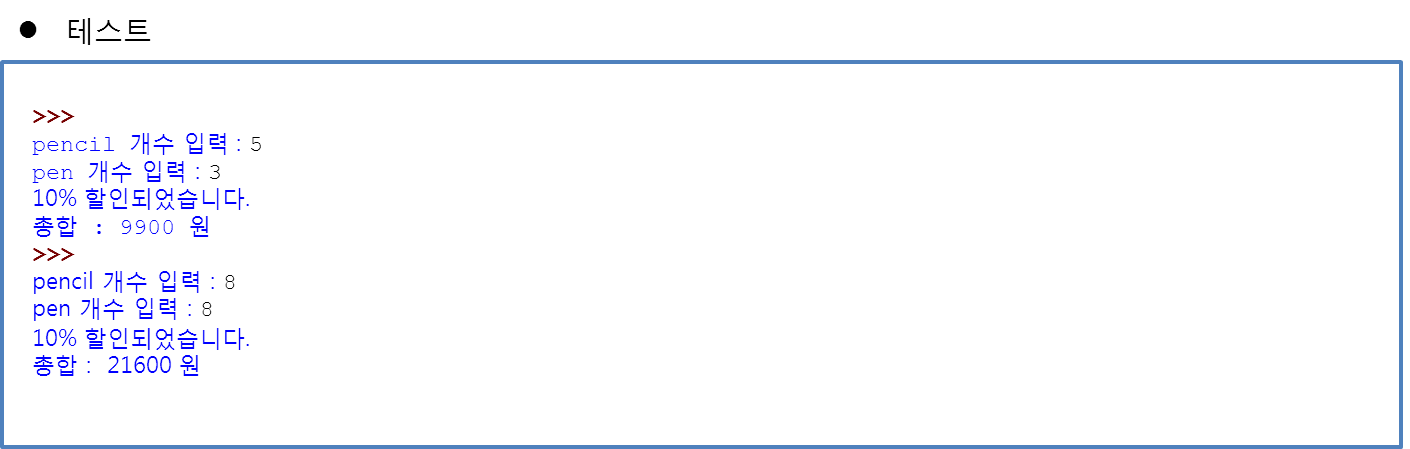 ● 테스트
>>>
pencil 개수 입력 : 5
pen 개수 입력 : 3
10% 할인되었습니다.
총합 : 9900 원
>>>
pencil 개수 입력 : 8
pen 개수 입력 : 8
10% 할인되었습니다.
총합 : 21600 원